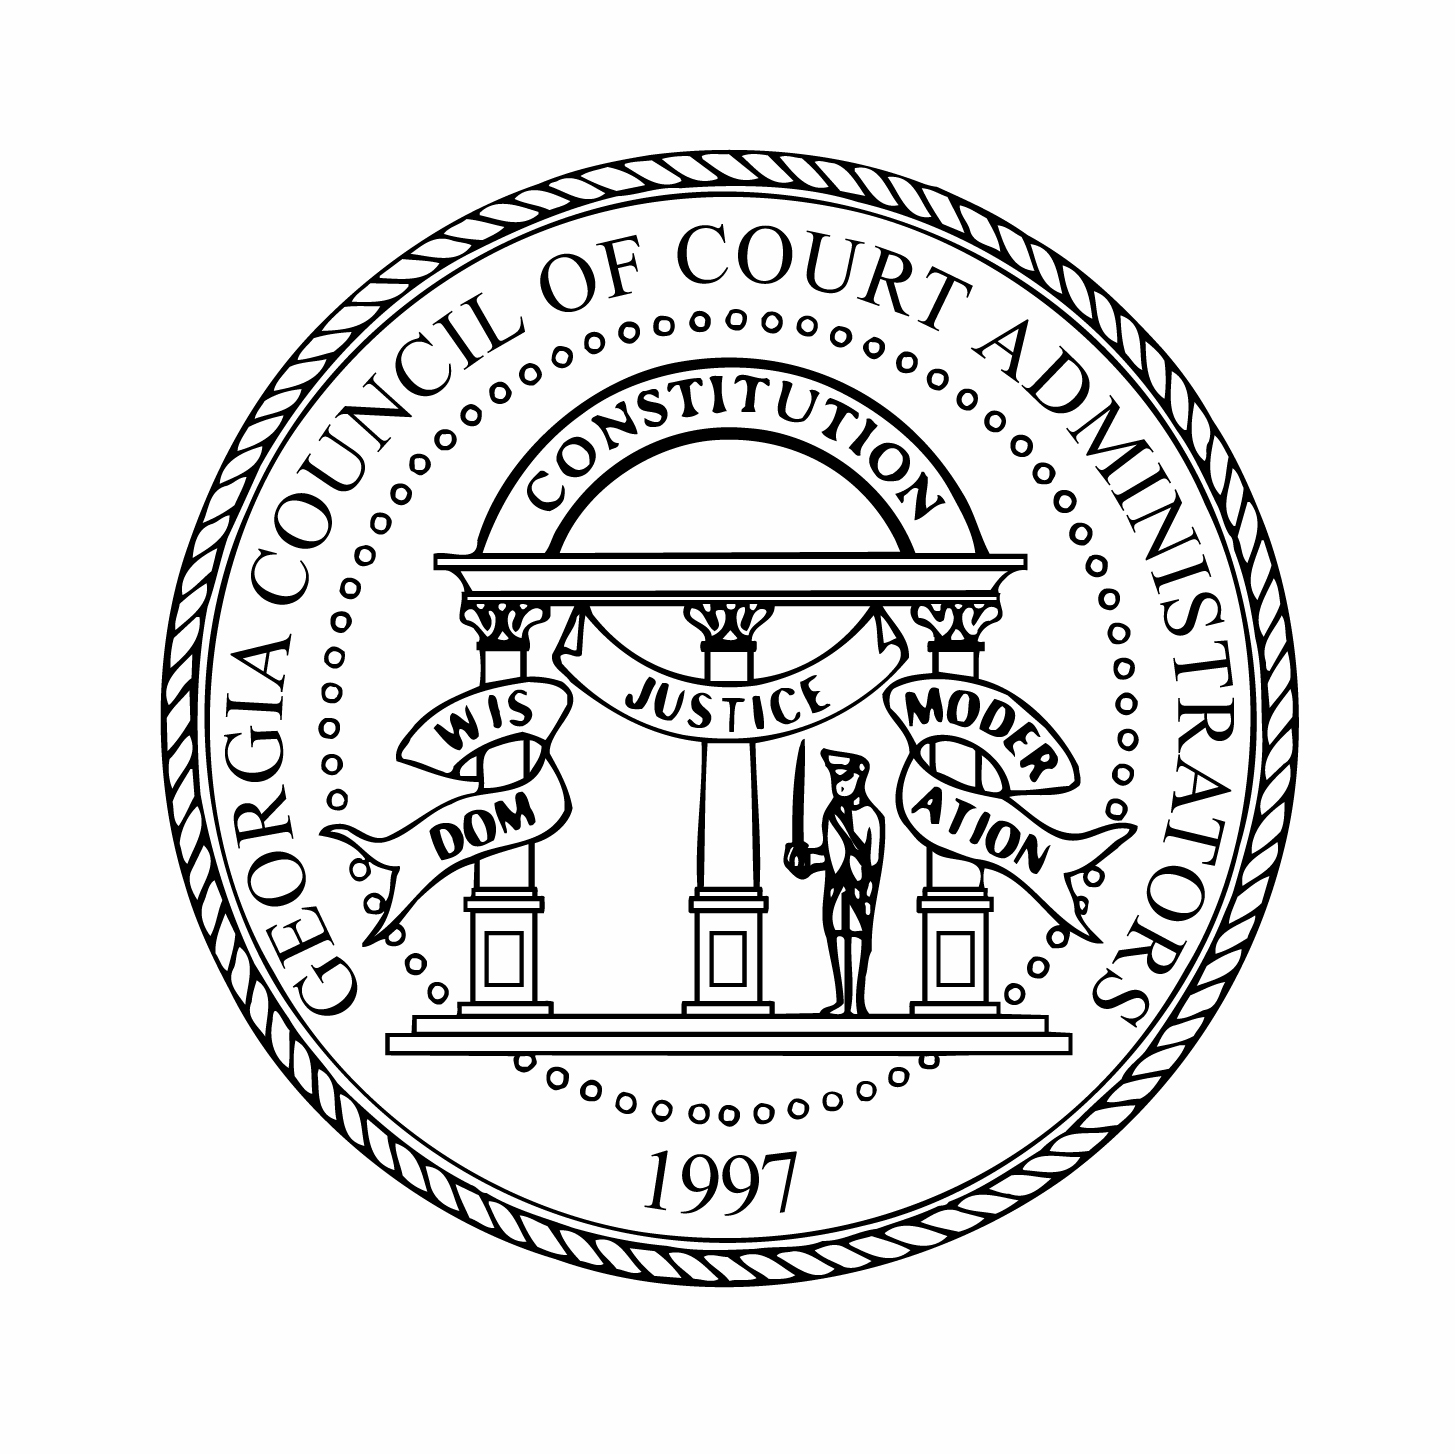 GEORGIA COUNCIL OF COURT ADMINISTRATORS
CONSTITUTION
WIS
DOM
JUSTICE
MODER
ATION
1997